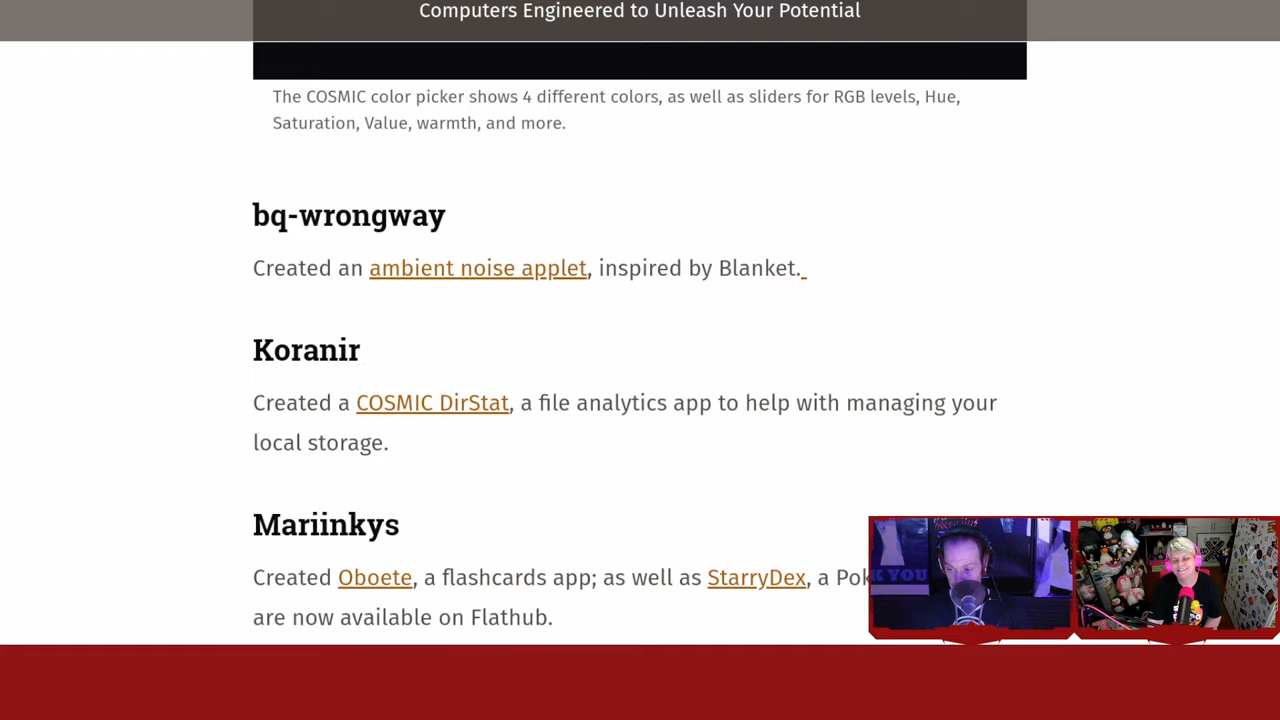 Computers Engineered to Unleash Your Potential
The COSMIC color picker shows 4 different colors, as well as sliders for RGB levels, Hue,
Saturation, Value, warmth, and more.
bq-wrongway
Created an ambient noise applet, inspired by Blanket.
Koranir
Created a COSMIC DirStat, a file analytics app to help with managing your
local storage.
Mariinkys
Created Oboete, a flashcards app; as well as StarryDex, a
are now available on Flathub.
YOU